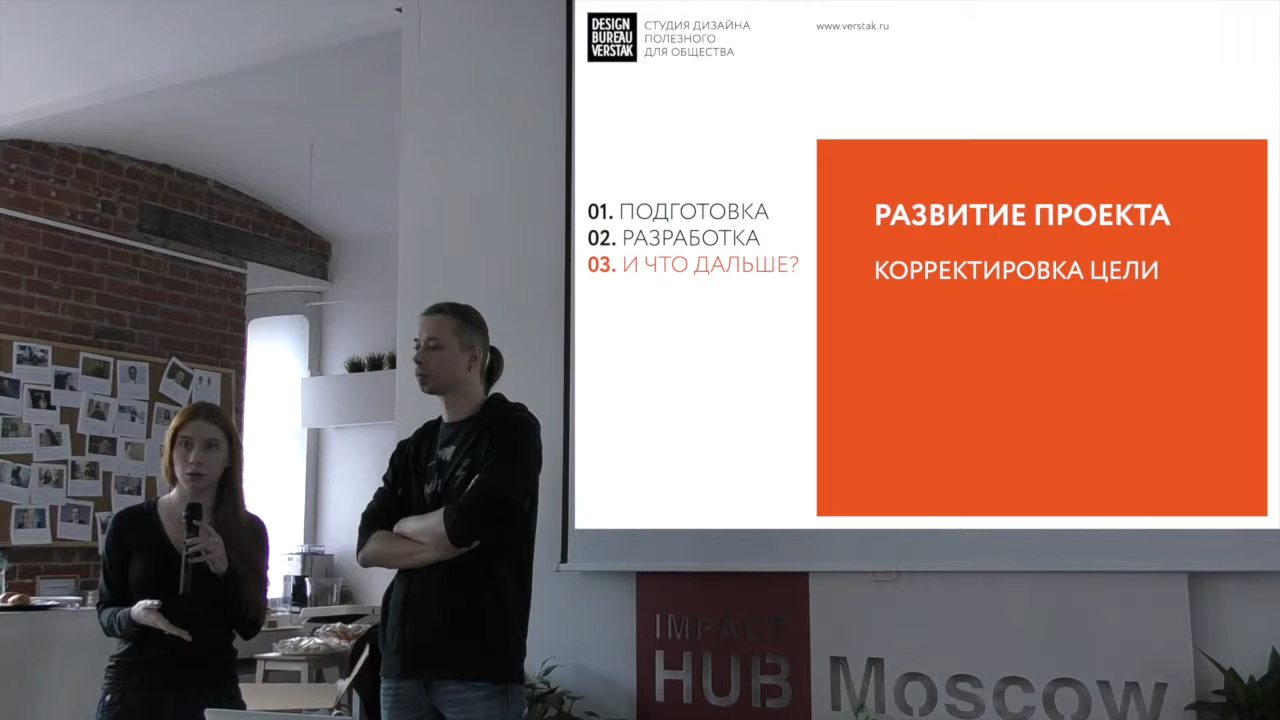 DESIGN
BUREAU
VERSTAK
СТУДИЯ ДИЗАЙНА
ПОЛЕЗНОГО
ДЛЯ ОБЩЕСТВА
www.verstak.ru
01. ПОДГОТОВКА
02. РАЗРАБОТКА
03. И ЧТО ДАЛЬШЕ?
РАЗВИТИЕ ПРОЕКТА
КОРРЕКТИРОВКА ЦЕЛИ
IMPACT
HUB
Moscow